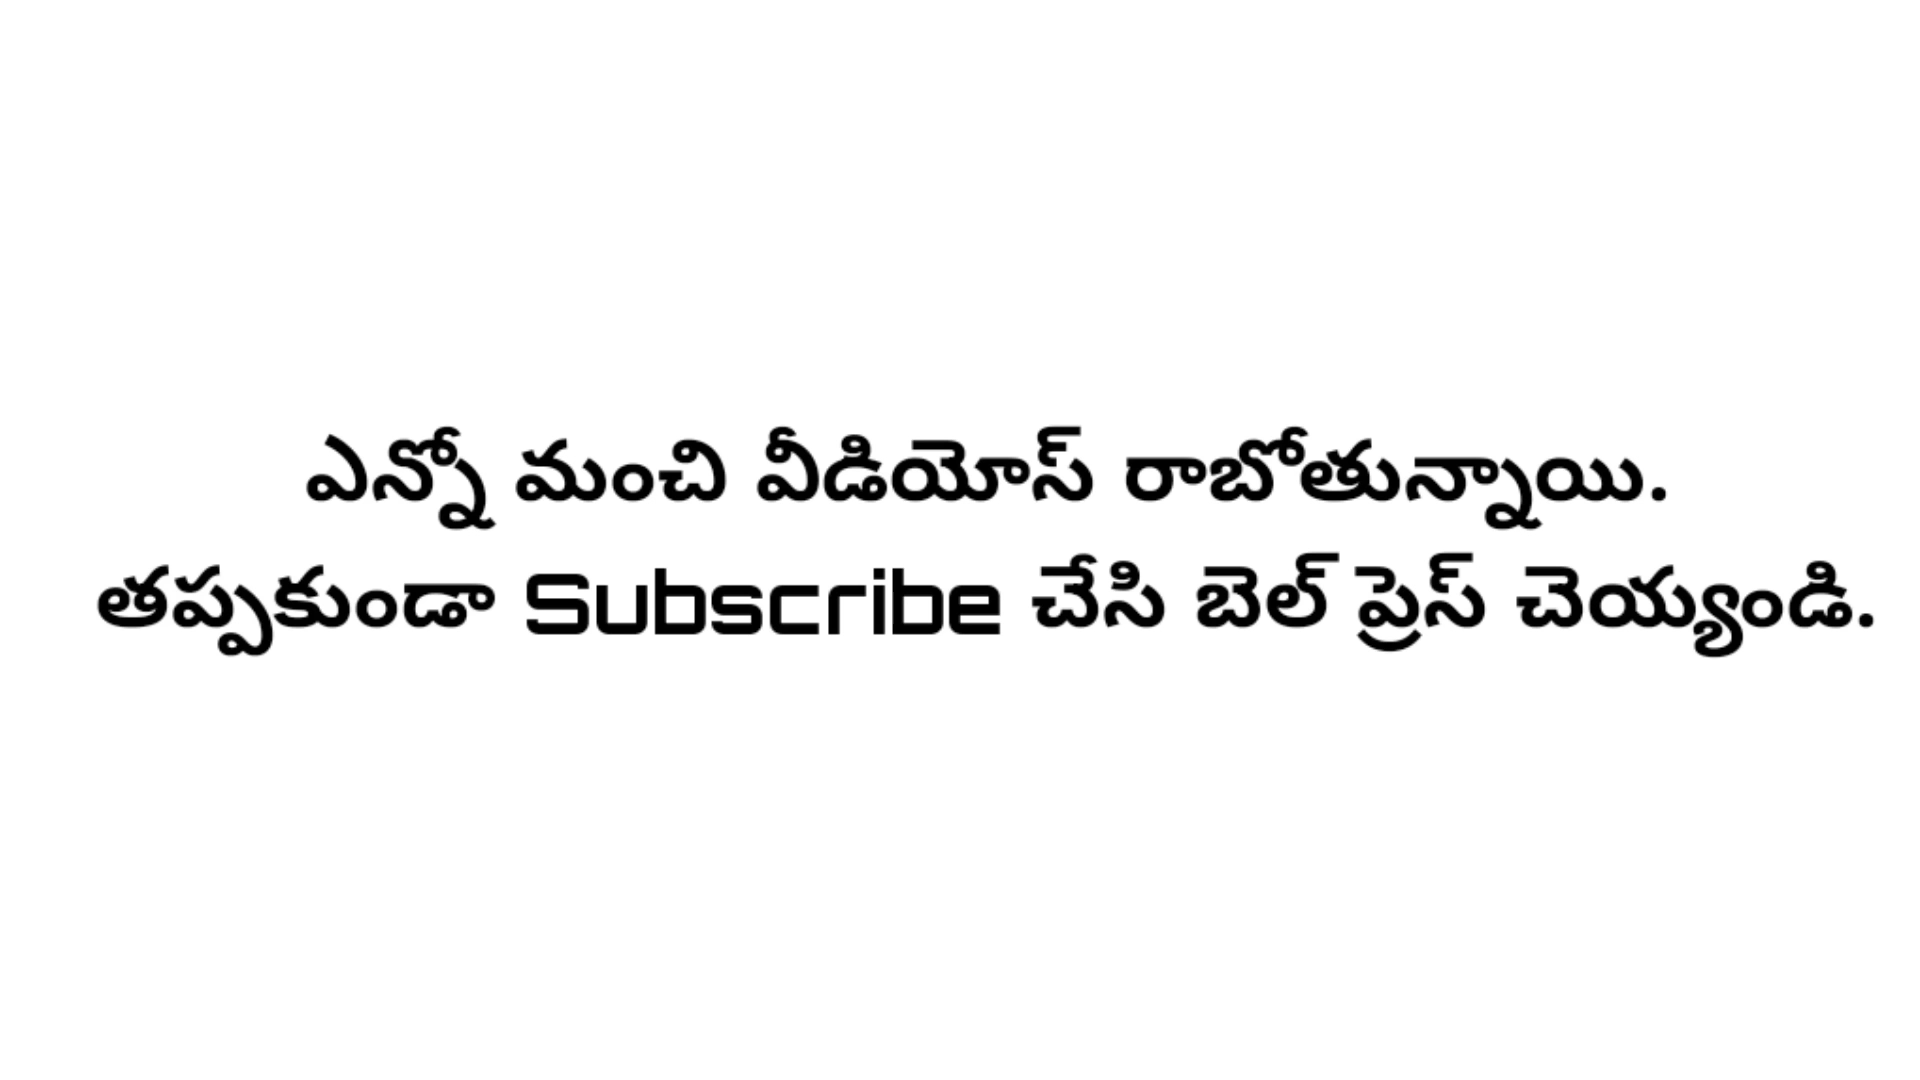 ఎన్నో మంచి వీడియోస్ రాబోతున్నాయి.
తప్పకుండా Subscribe చేసి బెల్ ప్రెస్ చెయ్యండి.